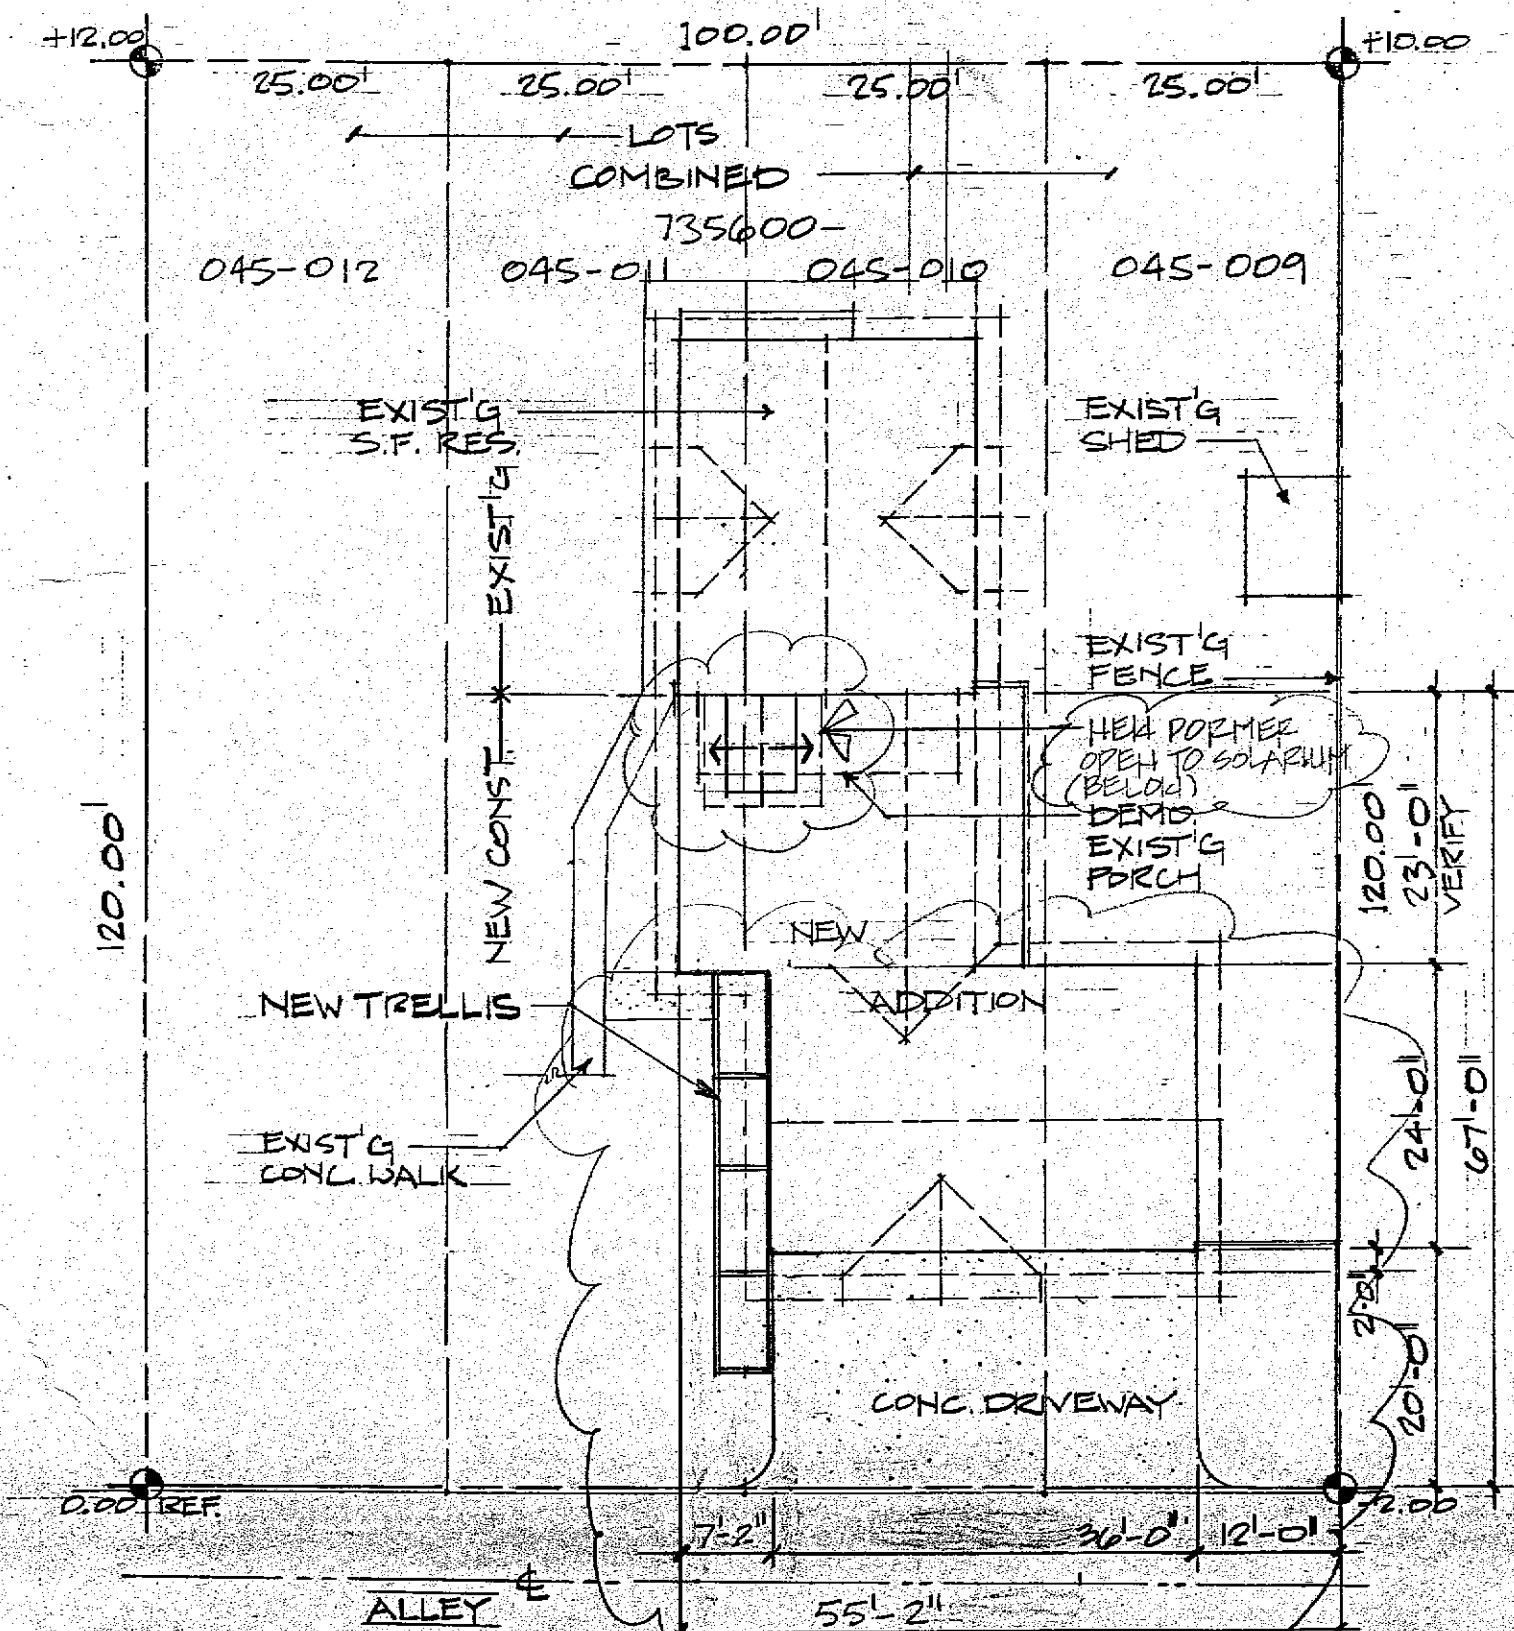 +12.00
100.00'
+10.00
25.00'
25.00'
25.00'
25.00'
LOTS
COMBINED
735600-
045-012
045-011
045-010
045-009
EXIST'G
S.F. RES.
EXIST'G
SHED
EXIST'G
NEW CONST
EXIST'G
FENCE
NEW DORMER
OPEN TO SOLARIUM
(BELOW)
DEMO
EXIST'G
PORCH
120.00'
120.00'
23'-0"
VERIFY
NEW
ADDITION
NEW TRELLIS
EXIST'G
CONC. WALK
24'-0"
67'-0"
2'-0"
20'-0"
CONC. DRIVEWAY
0.00 REF.
-2.00
7'-2"
36'-0"
12'-0"
℄
ALLEY
55'-2"